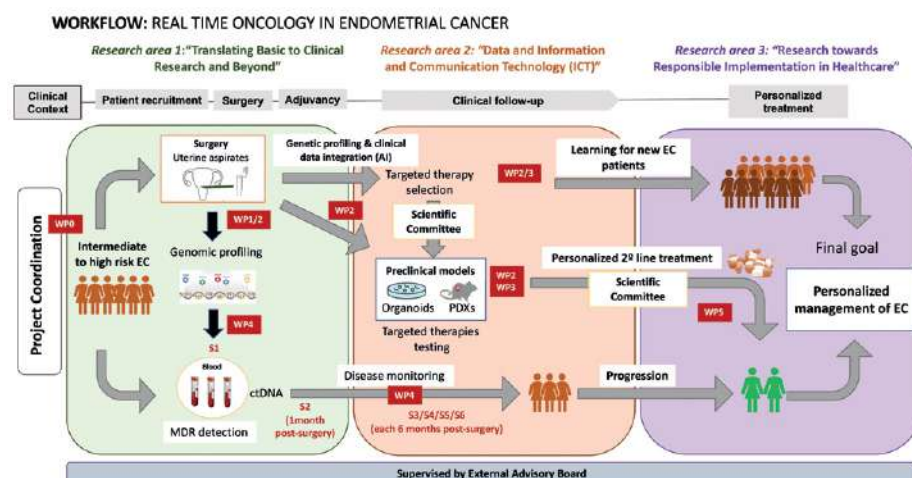 WORKFLOW: REAL TIME ONCOLOGY IN ENDOMETRIAL CANCER
Research area 1: "Translating Basic to Clinical
Research and Beyond"
Research area 2: "Data and Information
and Communication Technology (ICT)"
Research area 3: "Research towards
Responsible Implementation in Healthcare"
Clinical
Context
Patient recruitment
Surgery
Adjuvancy
Clinical follow-up
Personalized
treatment
Project Coordination
WP0
Intermediate
to high risk EC
Surgery
Uterine aspirates
WP1/2
Genomic profiling
WP4
S1
Blood
ctDNA
MDR detection
Genetic profiling & clinical
data integration (AI)
WP2
S2
(1month
post-surgery)
Targeted therapy
selection
Scientific
Committee
Preclinical models
Organoids
PDXs
Targeted therapies
testing
WP2/3
WP2
WP3
Disease monitoring
WP4
S3/S4/S5/S6
(each 6 months post-surgery)
Learning for new EC
patients
Personalized 2º line treatment
Scientific
Committee
WP5
Progression
Final goal
Personalized
management of EC
Supervised by External Advisory Board